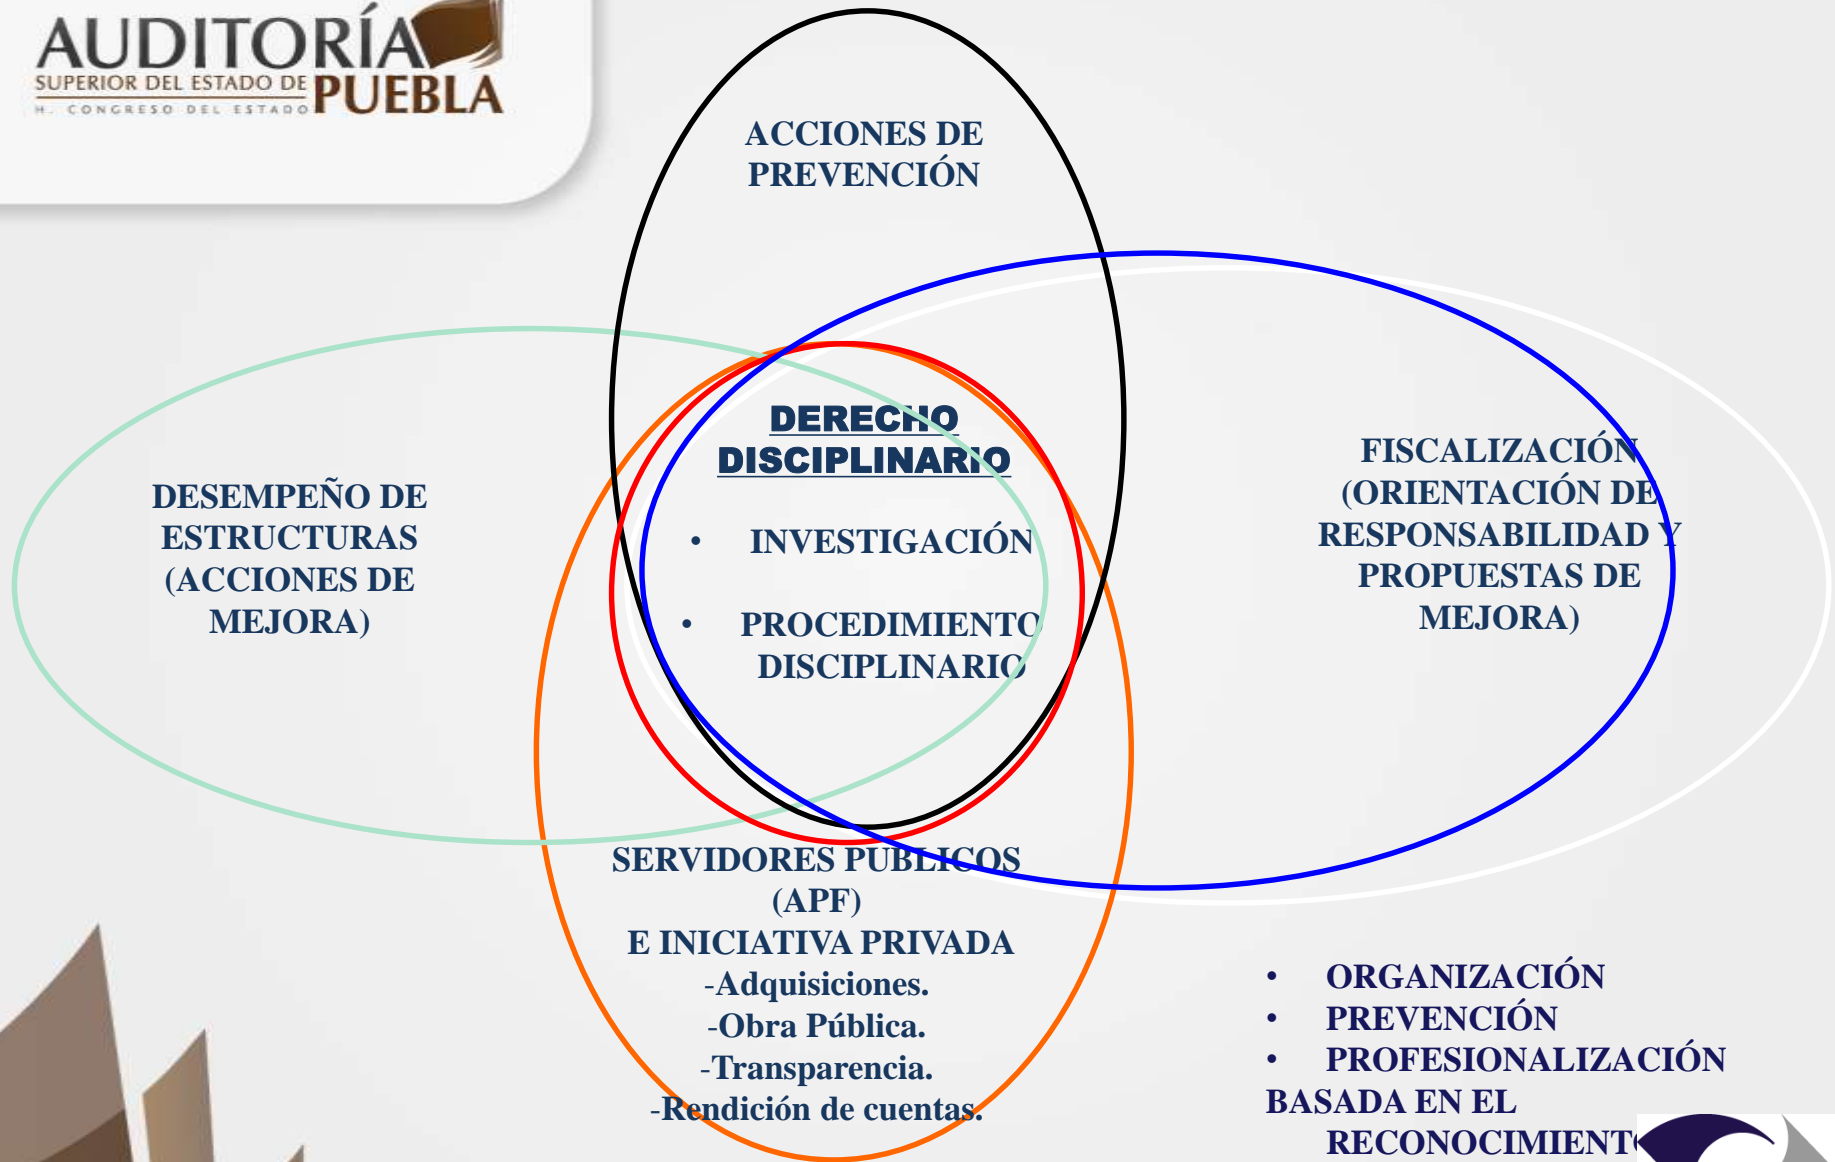 AUDITORÍA
SUPERIOR DEL ESTADO DE PUEBLA
H. CONGRESO DEL ESTADO
ACCIONES DE
PREVENCIÓN
DERECHO
DISCIPLINARIO
• INVESTIGACIÓN
• PROCEDIMIENTO
DISCIPLINARIO
DESEMPEÑO DE
ESTRUCTURAS
(ACCIONES DE
MEJORA)
FISCALIZACIÓN
(ORIENTACIÓN DE
RESPONSABILIDAD Y
PROPUESTAS DE
MEJORA)
SERVIDORES PUBLICOS
(APF)
E INICIATIVA PRIVADA
-Adquisiciones.
-Obra Pública.
-Transparencia.
-Rendición de cuentas.
• ORGANIZACIÓN
• PREVENCIÓN
• PROFESIONALIZACIÓN
BASADA EN EL
RECONOCIMIENTO